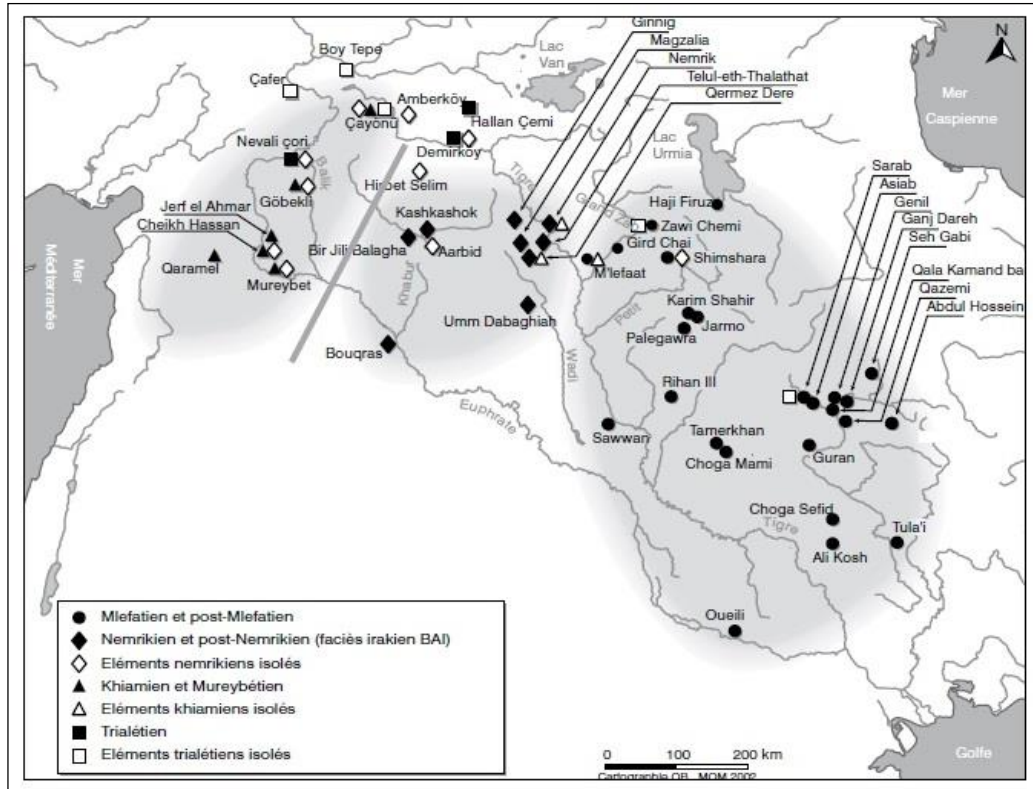 Ginnig
Magzalia
Nemrik
Telul-eth-Thalathat
Qermez Dere
N
Boy Tepe
Lac
Van
Çafer
Mer
Caspienne
Amberköy
Çayönü
Hallan Çemi
Demirköy
Nevali çori
Balik
Göbekli
Hirbet Selim
Tigre
Lac
Urmia
Grand Zab
Haji Firuz
Zawi Chemi
Gird Chai
Shimshara
M'lefaat
Sarab
Asiab
Genil
Ganj Dareh
Seh Gabi
Qala Kamand ba
Qazemi
Abdul Hossein
Jerf el Ahmar
Cheikh Hassan
Qaramel
Mureybet
Kashkashok
Bir Jili Balagha
Aarbid
Khabur
Mer
Méditerranée
Umm Dabaghiah
Bouqras
Petit
Karim Shahir
Jarmo
Palegawra
Wadi
Rihan III
Euphrate
Sawwan
Tamerkhan
Choga Mami
Guran
Choga Sefid
Tigre
Ali Kosh
Tula'i
Oueili
Golfe
Mlefatien et post-Mlefatien
Nemrikien et post-Nemrikien (faciès irakien BAI)
Eléments nemrikiens isolés
Khiamien et Mureybétien
Eléments khiamiens isolés
Trialétien
Eléments trialétiens isolés
0 100 200 km
Cartographie OB, MOM 2002